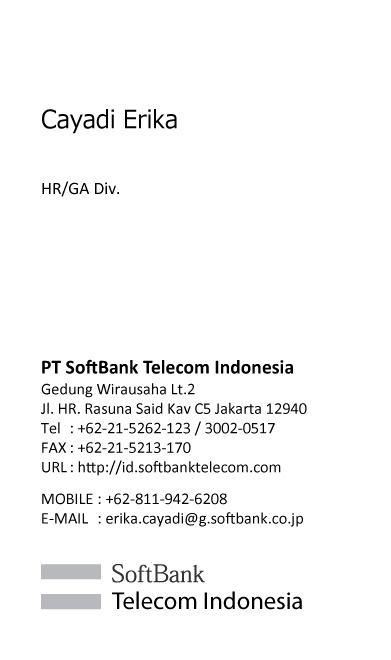 Cayadi Erika
HR/GA Div.
PT SoftBank Telecom Indonesia
Gedung Wirausaha Lt.2
Jl. HR. Rasuna Said Kav C5 Jakarta 12940
Tel : +62-21-5262-123 / 3002-0517
FAX : +62-21-5213-170
URL : http://id.softbanktelecom.com
MOBILE : +62-811-942-6208
E-MAIL : erika.cayadi@g.softbank.co.jp
SoftBank
Telecom Indonesia